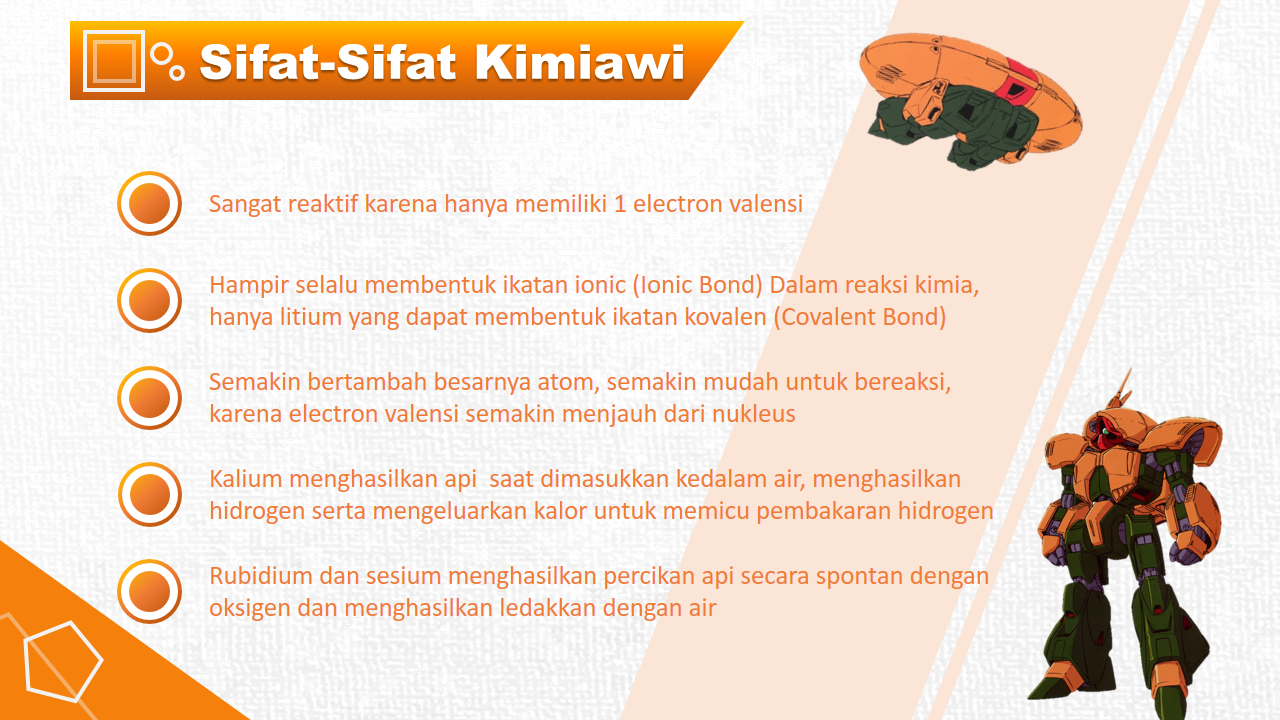 Sifat-Sifat Kimiawi
Sangat reaktif karena hanya memiliki 1 electron valensi
Hampir selalu membentuk ikatan ionic (Ionic Bond) Dalam reaksi kimia,
hanya litium yang dapat membentuk ikatan kovalen (Covalent Bond)
Semakin bertambah besarnya atom, semakin mudah untuk bereaksi,
karena electron valensi semakin menjauh dari nukleus
Kalium menghasilkan api  saat dimasukkan kedalam air, menghasilkan
hidrogen serta mengeluarkan kalor untuk memicu pembakaran hidrogen
Rubidium dan sesium menghasilkan percikan api secara spontan dengan
oksigen dan menghasilkan ledakkan dengan air